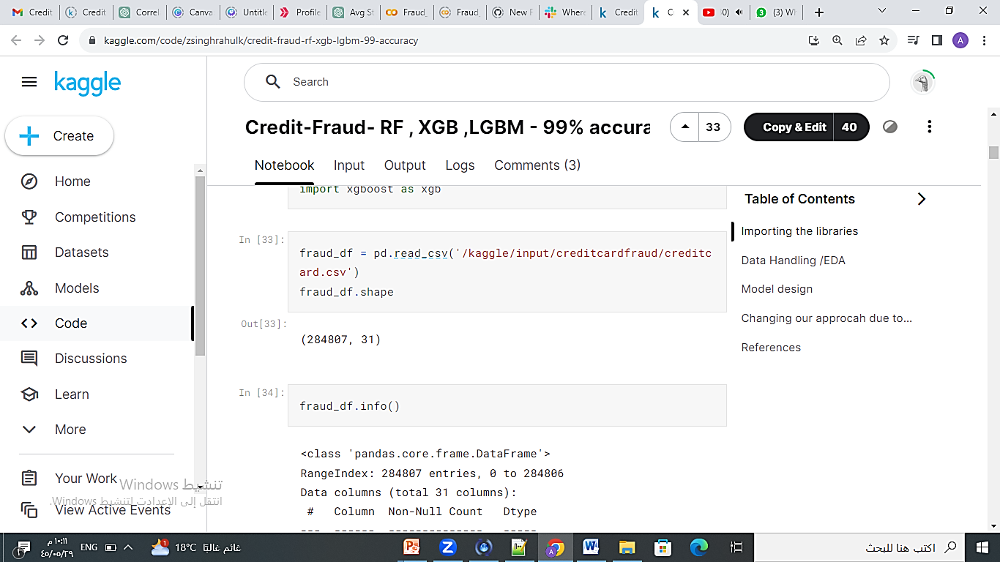 Credit
Credit
Correl
Canva
Untitle
Profile
Avg St
Fraud_
Fraud_
New F
Where
Credit
0)
(3) W
kaggle.com/code/zsinghrahulk/credit-fraud-rf-xgb-lgbm-99-accuracy
A
kaggle
Search
Create
Credit-Fraud- RF , XGB ,LGBM - 99% accura
33
Copy & Edit 40
Notebook Input Output Logs Comments (3)
Home
Competitions
Datasets
Models
Code
Discussions
Learn
More
Your Work
View Active Events
import xgboost as xgb
In [33]:
fraud_df = pd.read_csv('/kaggle/input/creditcardfraud/creditc
ard.csv')
fraud_df.shape
Out[33]:
(284807, 31)
In [34]:
fraud_df.info()
<class 'pandas.core.frame.DataFrame'>
RangeIndex: 284807 entries, 0 to 284806
Data columns (total 31 columns):
# Column Non-Null Count Dtype
--- ------ -------------- -----
Table of Contents
Importing the libraries
Data Handling /EDA
Model design
Changing our approcah due to...
References
تنشيط Windows
انتقل إلى الإعدادت لتنشيط Windows.
١٠:١١ م
٤٥/٠٥/٢٩
ENG
18°C غائم غالبًا
اكتب هنا للبحث